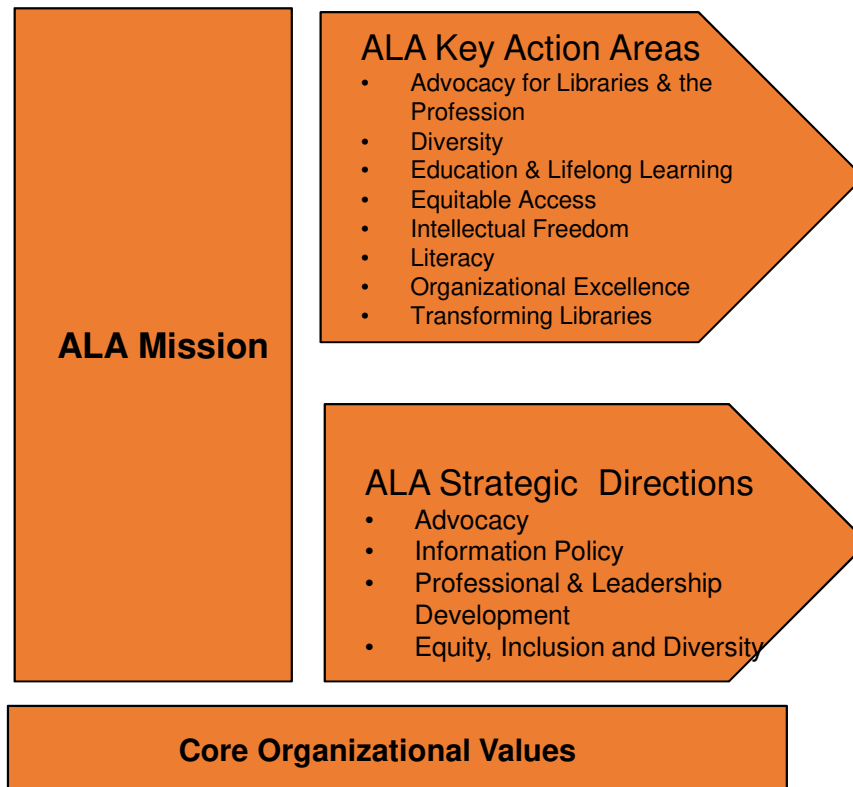 ALA Mission
ALA Key Action Areas
• Advocacy for Libraries & the
Profession
• Diversity
• Education & Lifelong Learning
• Equitable Access
• Intellectual Freedom
• Literacy
• Organizational Excellence
• Transforming Libraries
ALA Strategic Directions
• Advocacy
• Information Policy
• Professional & Leadership
Development
• Equity, Inclusion and Diversity
Core Organizational Values